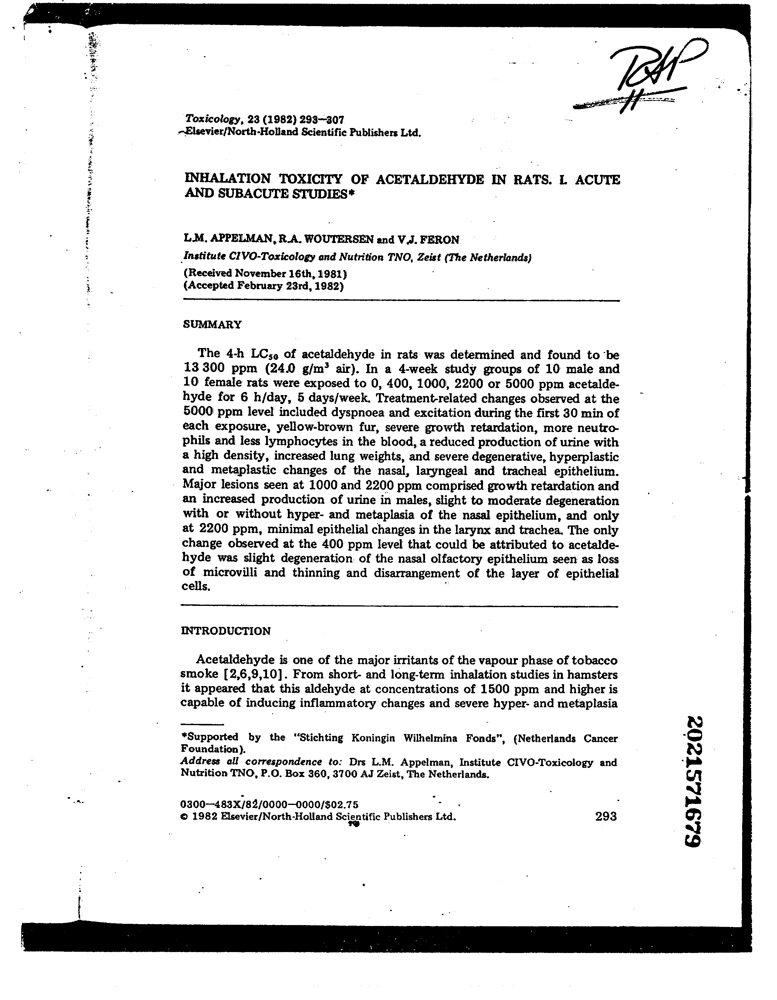 RAP
Toxicology, 23 (1982) 293—307
Elsevier/North-Holland Scientific Publishers Ltd.
INHALATION TOXICITY OF ACETALDEHYDE IN RATS. I. ACUTE
AND SUBACUTE STUDIES*
L.M. APPELMAN, R.A. WOUTERSEN and V.J. FERON
Institute CIVO-Toxicology and Nutrition TNO, Zeist (The Netherlands)
(Received November 16th, 1981)
(Accepted February 23rd, 1982)
SUMMARY
The 4-h LC₅₀ of acetaldehyde in rats was determined and found to be
13 300 ppm (24.0 g/m³ air). In a 4-week study groups of 10 male and
10 female rats were exposed to 0, 400, 1000, 2200 or 5000 ppm acetalde-
hyde for 6 h/day, 5 days/week. Treatment-related changes observed at the
5000 ppm level included dyspnoea and excitation during the first 30 min of
each exposure, yellow-brown fur, severe growth retardation, more neutro-
phils and less lymphocytes in the blood, a reduced production of urine with
a high density, increased lung weights, and severe degenerative, hyperplastic
and metaplastic changes of the nasal, laryngeal and tracheal epithelium.
Major lesions seen at 1000 and 2200 ppm comprised growth retardation and
an increased production of urine in males, slight to moderate degeneration
with or without hyper- and metaplasia of the nasal epithelium, and only
at 2200 ppm, minimal epithelial changes in the larynx and trachea. The only
change observed at the 400 ppm level that could be attributed to acetalde-
hyde was slight degeneration of the nasal olfactory epithelium seen as loss
of microvilli and thinning and disarrangement of the layer of epithelial
cells.
INTRODUCTION
Acetaldehyde is one of the major irritants of the vapour phase of tobacco
smoke [2,6,9,10]. From short- and long-term inhalation studies in hamsters
it appeared that this aldehyde at concentrations of 1500 ppm and higher is
capable of inducing inflammatory changes and severe hyper- and metaplasia
*Supported by the "Stichting Koningin Wilhelmina Fonds", (Netherlands Cancer
Foundation).
Address all correspondence to: Drs L.M. Appelman, Institute CIVO-Toxicology and
Nutrition TNO, P.O. Box 360, 3700 AJ Zeist, The Netherlands.
0300—483X/82/0000—0000/$02.75
© 1982 Elsevier/North-Holland Scientific Publishers Ltd.
293
2021571679